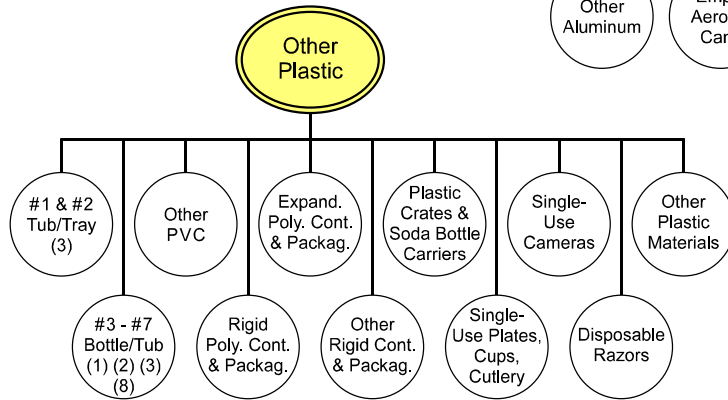 Other
Aluminum
Other
Plastic
#1 & #2
Tub/Tray
(3)
Other
PVC
Expand.
Poly. Cont.
& Packag.
Plastic
Crates &
Soda Bottle
Carriers
Single-
Use
Cameras
Other
Plastic
Materials
#3 - #7
Bottle/Tub
(1) (2) (3)
(8)
Rigid
Poly. Cont.
& Packag.
Other
Rigid Cont.
& Packag.
Single-
Use Plates,
Cups,
Cutlery
Disposable
Razors